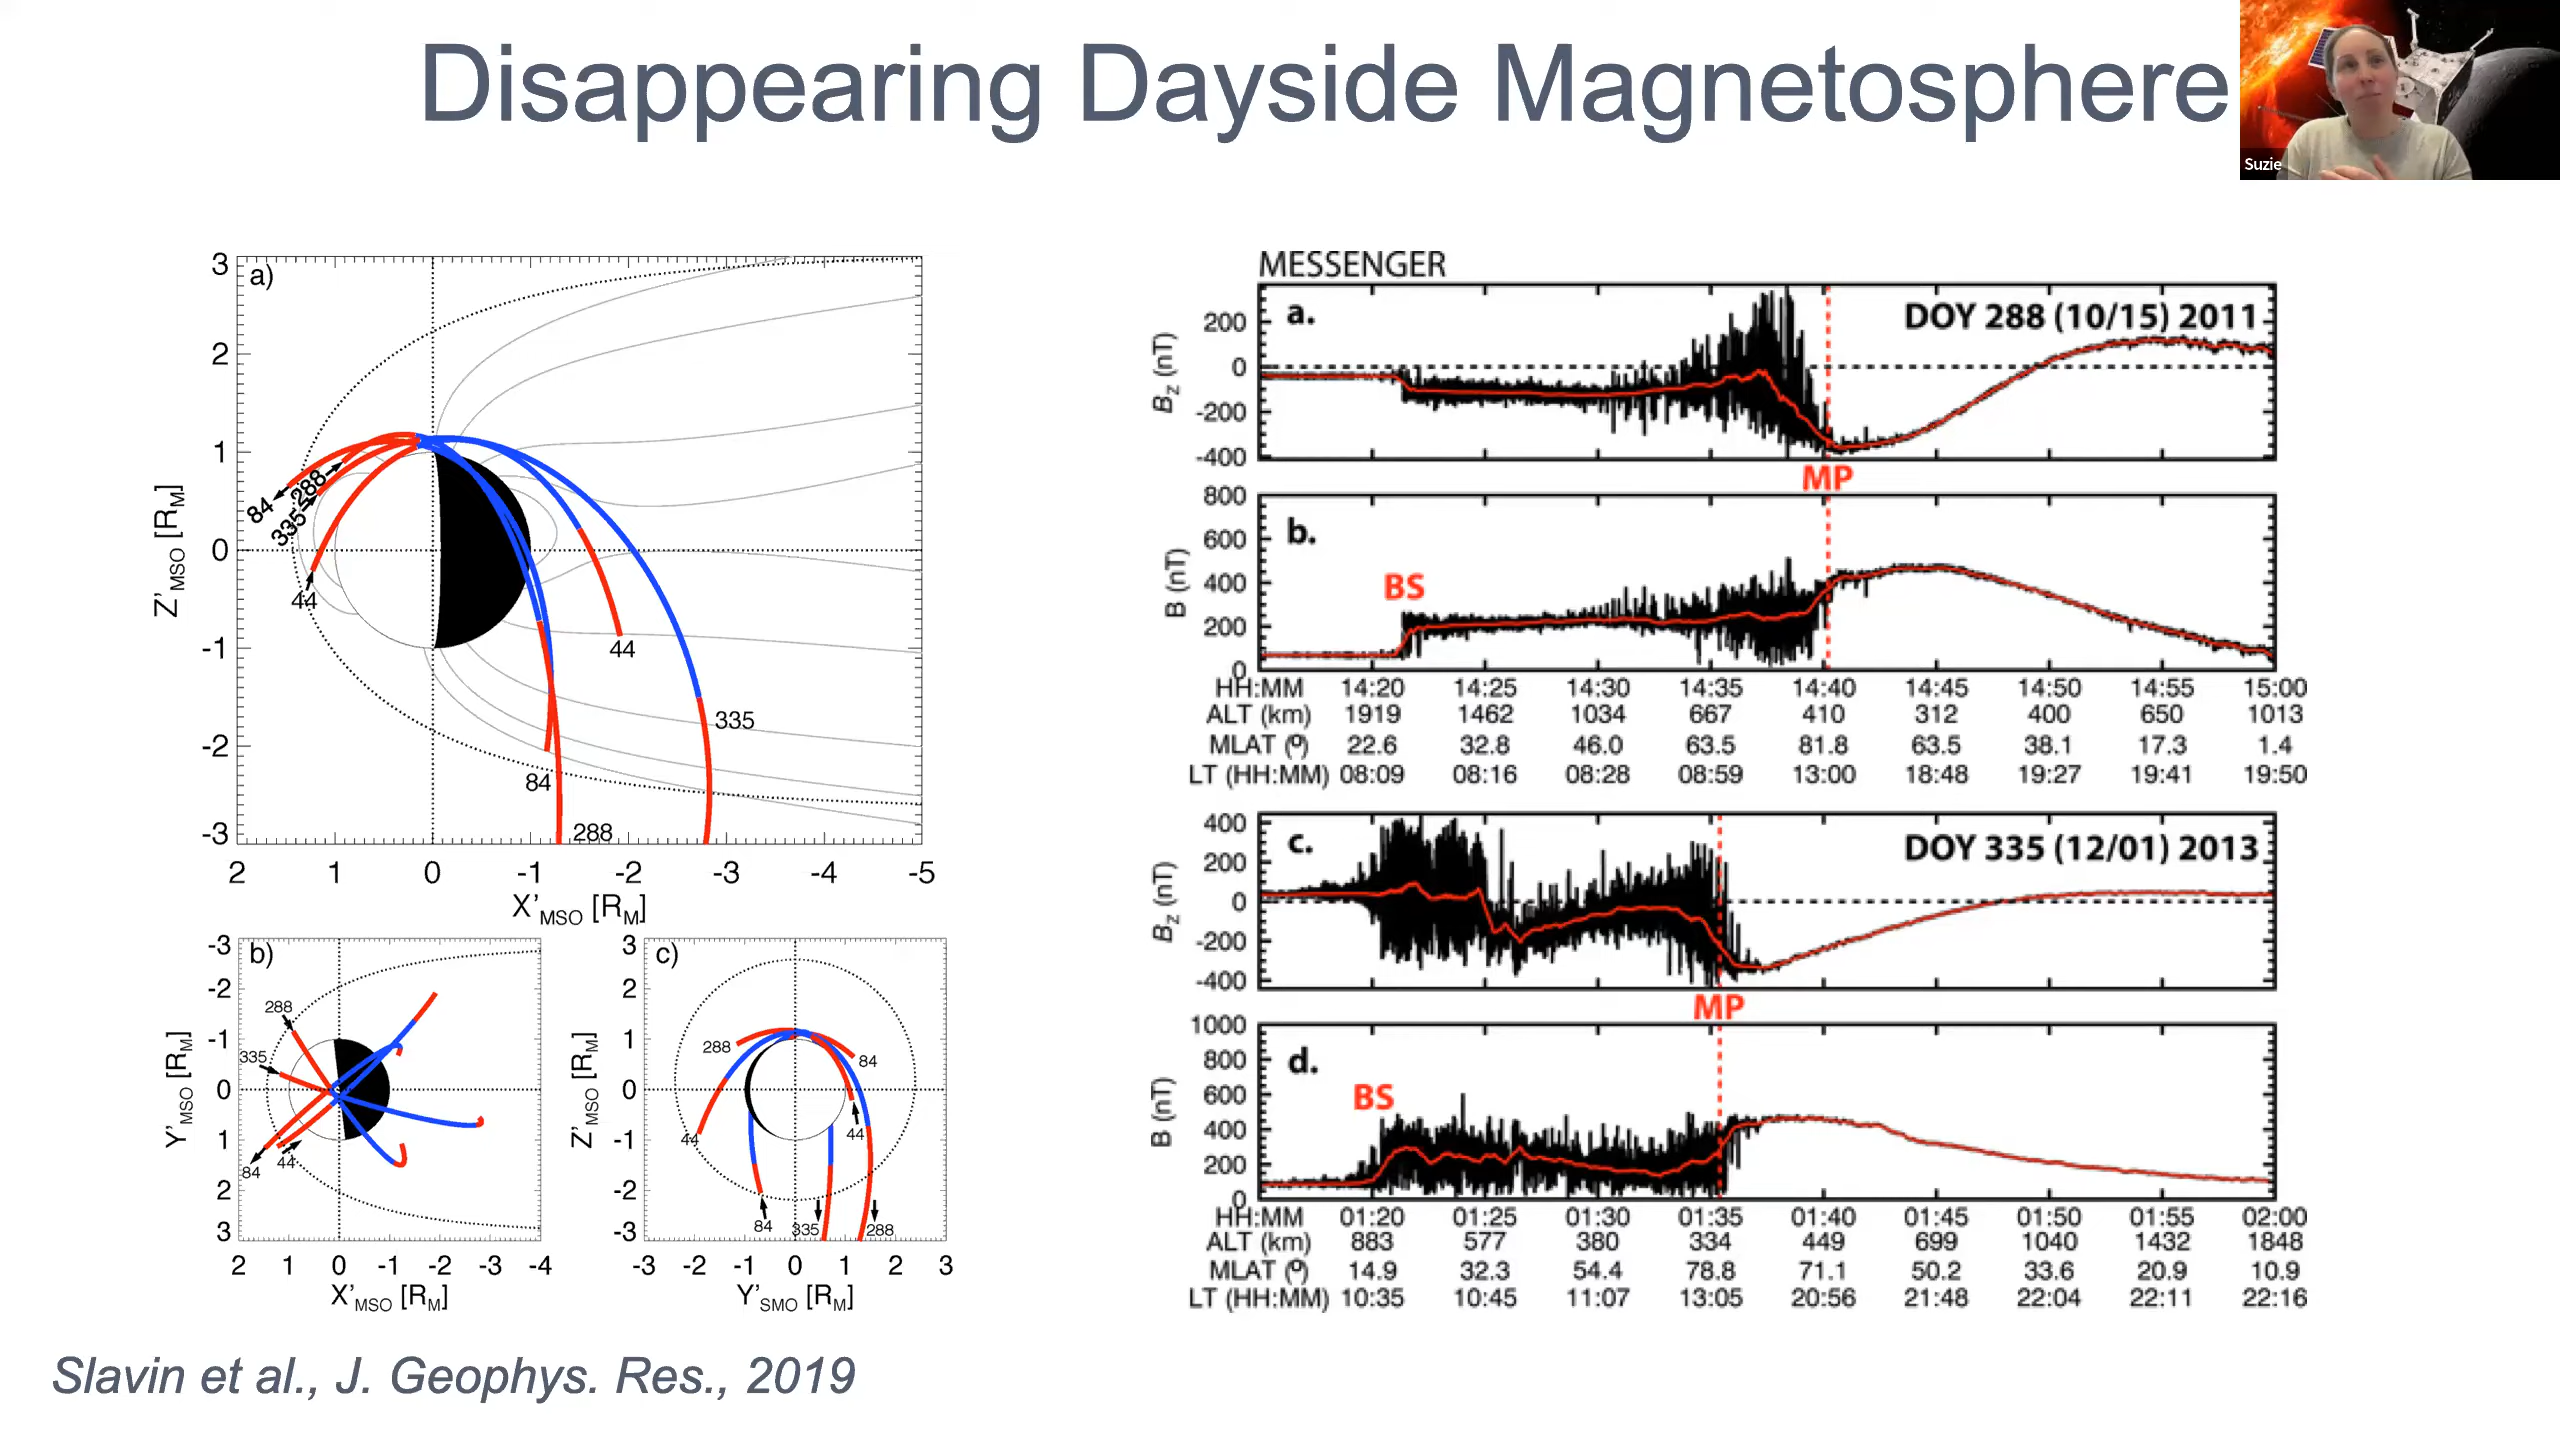 Disappearing Dayside Magnetosphere
Suzie
a)
3
2
1
0
-1
-2
-3
Z'MSO [RM]
84
288
335
44
44
335
84
288
2 1 0 -1 -2 -3 -4 -5
X'MSO [RM]
b)
-3
-2
-1
0
1
2
3
Y'MSO [RM]
288
335
84
44
2 1 0 -1 -2 -3 -4
X'MSO [RM]
c)
3
2
1
0
-1
-2
-3
Z'MSO [RM]
288
84
44
44
84
335
288
-3 -2 -1 0 1 2 3
Y'SMO [RM]
MESSENGER
a.
DOY 288 (10/15) 2011
200
0
-200
-400
Bz (nT)
MP
b.
800
600
400
200
0
B (nT)
BS
HH:MM 14:20 14:25 14:30 14:35 14:40 14:45 14:50 14:55 15:00
ALT (km) 1919 1462 1034 667 410 312 400 650 1013
MLAT (º) 22.6 32.8 46.0 63.5 81.8 63.5 38.1 17.3 1.4
LT (HH:MM) 08:09 08:16 08:28 08:59 13:00 18:48 19:27 19:41 19:50
c.
DOY 335 (12/01) 2013
400
200
0
-200
-400
Bz (nT)
MP
d.
1000
800
600
400
200
0
B (nT)
BS
HH:MM 01:20 01:25 01:30 01:35 01:40 01:45 01:50 01:55 02:00
ALT (km) 883 577 380 334 449 699 1040 1432 1848
MLAT (º) 14.9 32.3 54.4 78.8 71.1 50.2 33.6 20.9 10.9
LT (HH:MM) 10:35 10:45 11:07 13:05 20:56 21:48 22:04 22:11 22:16
Slavin et al., J. Geophys. Res., 2019